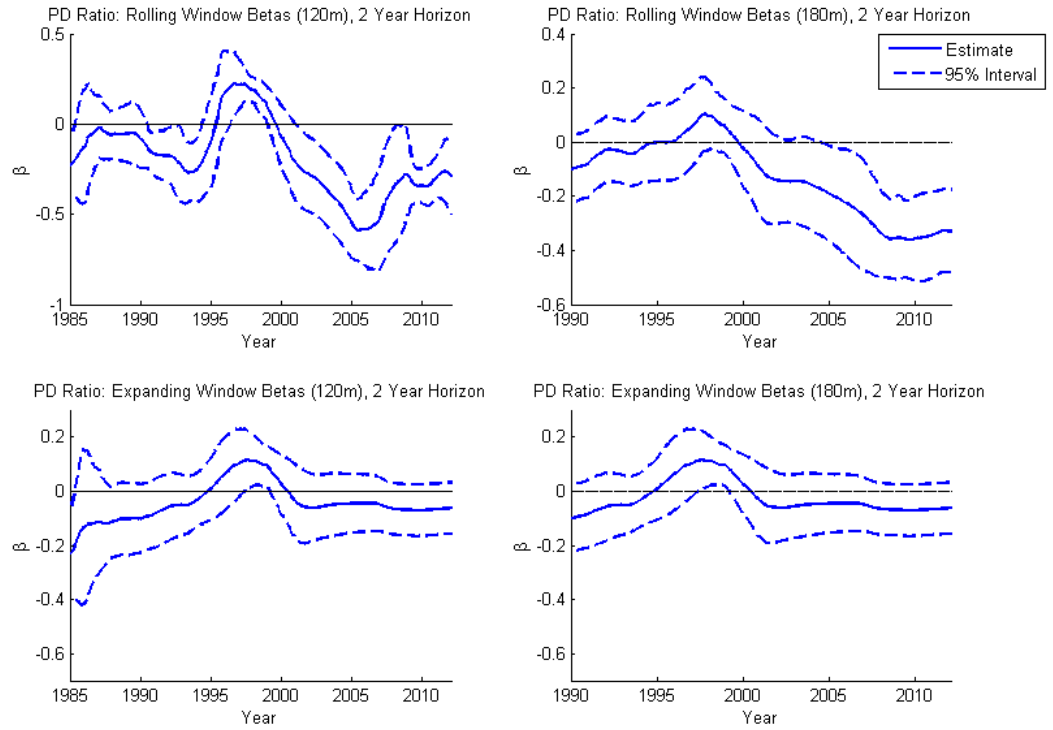 PD Ratio: Rolling Window Betas (120m), 2 Year Horizon
0.5
0
-0.5
-1
β
1985 1990 1995 2000 2005 2010
Year
PD Ratio: Rolling Window Betas (180m), 2 Year Horizon
Estimate
95% Interval
0.4
0.2
0
-0.2
-0.4
-0.6
β
1990 1995 2000 2005 2010
Year
PD Ratio: Expanding Window Betas (120m), 2 Year Horizon
0.2
0
-0.2
-0.4
-0.6
β
1985 1990 1995 2000 2005 2010
Year
PD Ratio: Expanding Window Betas (180m), 2 Year Horizon
0.2
0
-0.2
-0.4
-0.6
β
1990 1995 2000 2005 2010
Year